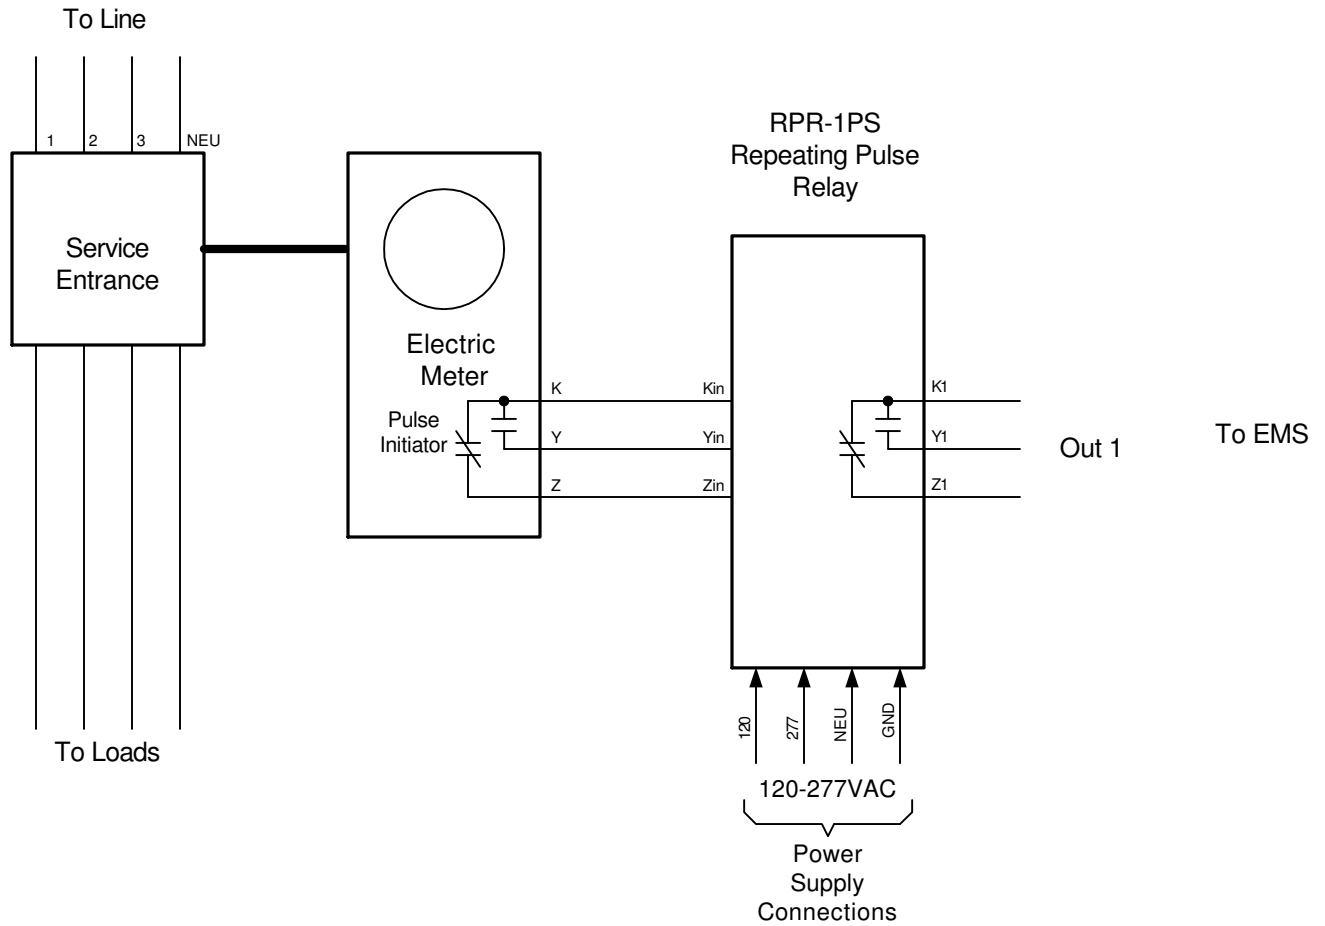 To Line
1
2
3
NEU
Service
Entrance
To Loads
Electric
Meter
Pulse
Initiator
K
Y
Z
RPR-1PS
Repeating Pulse
Relay
Kin
Yin
Zin
K1
Y1
Z1
Out 1
To EMS
120
277
NEU
GND
120-277VAC
Power
Supply
Connections